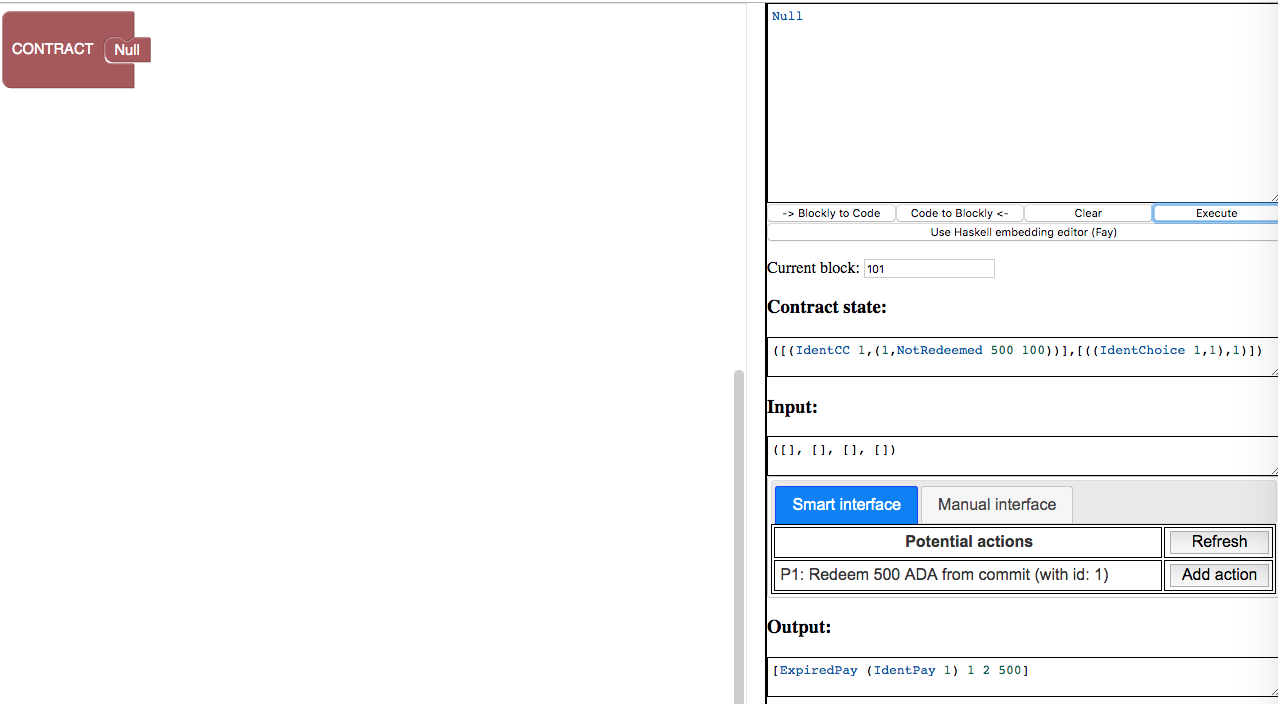 CONTRACT Null
Null
-> Blockly to Code Code to Blockly <- Clear Execute
Use Haskell embedding editor (Fay)
Current block: 101
Contract state:
([(IdentCC 1,(1,NotRedeemed 500 100))],[((IdentChoice 1,1),1)])
Input:
([], [], [], [])
Smart interface Manual interface
Potential actions Refresh
P1: Redeem 500 ADA from commit (with id: 1) Add action
Output:
[ExpiredPay (IdentPay 1) 1 2 500]